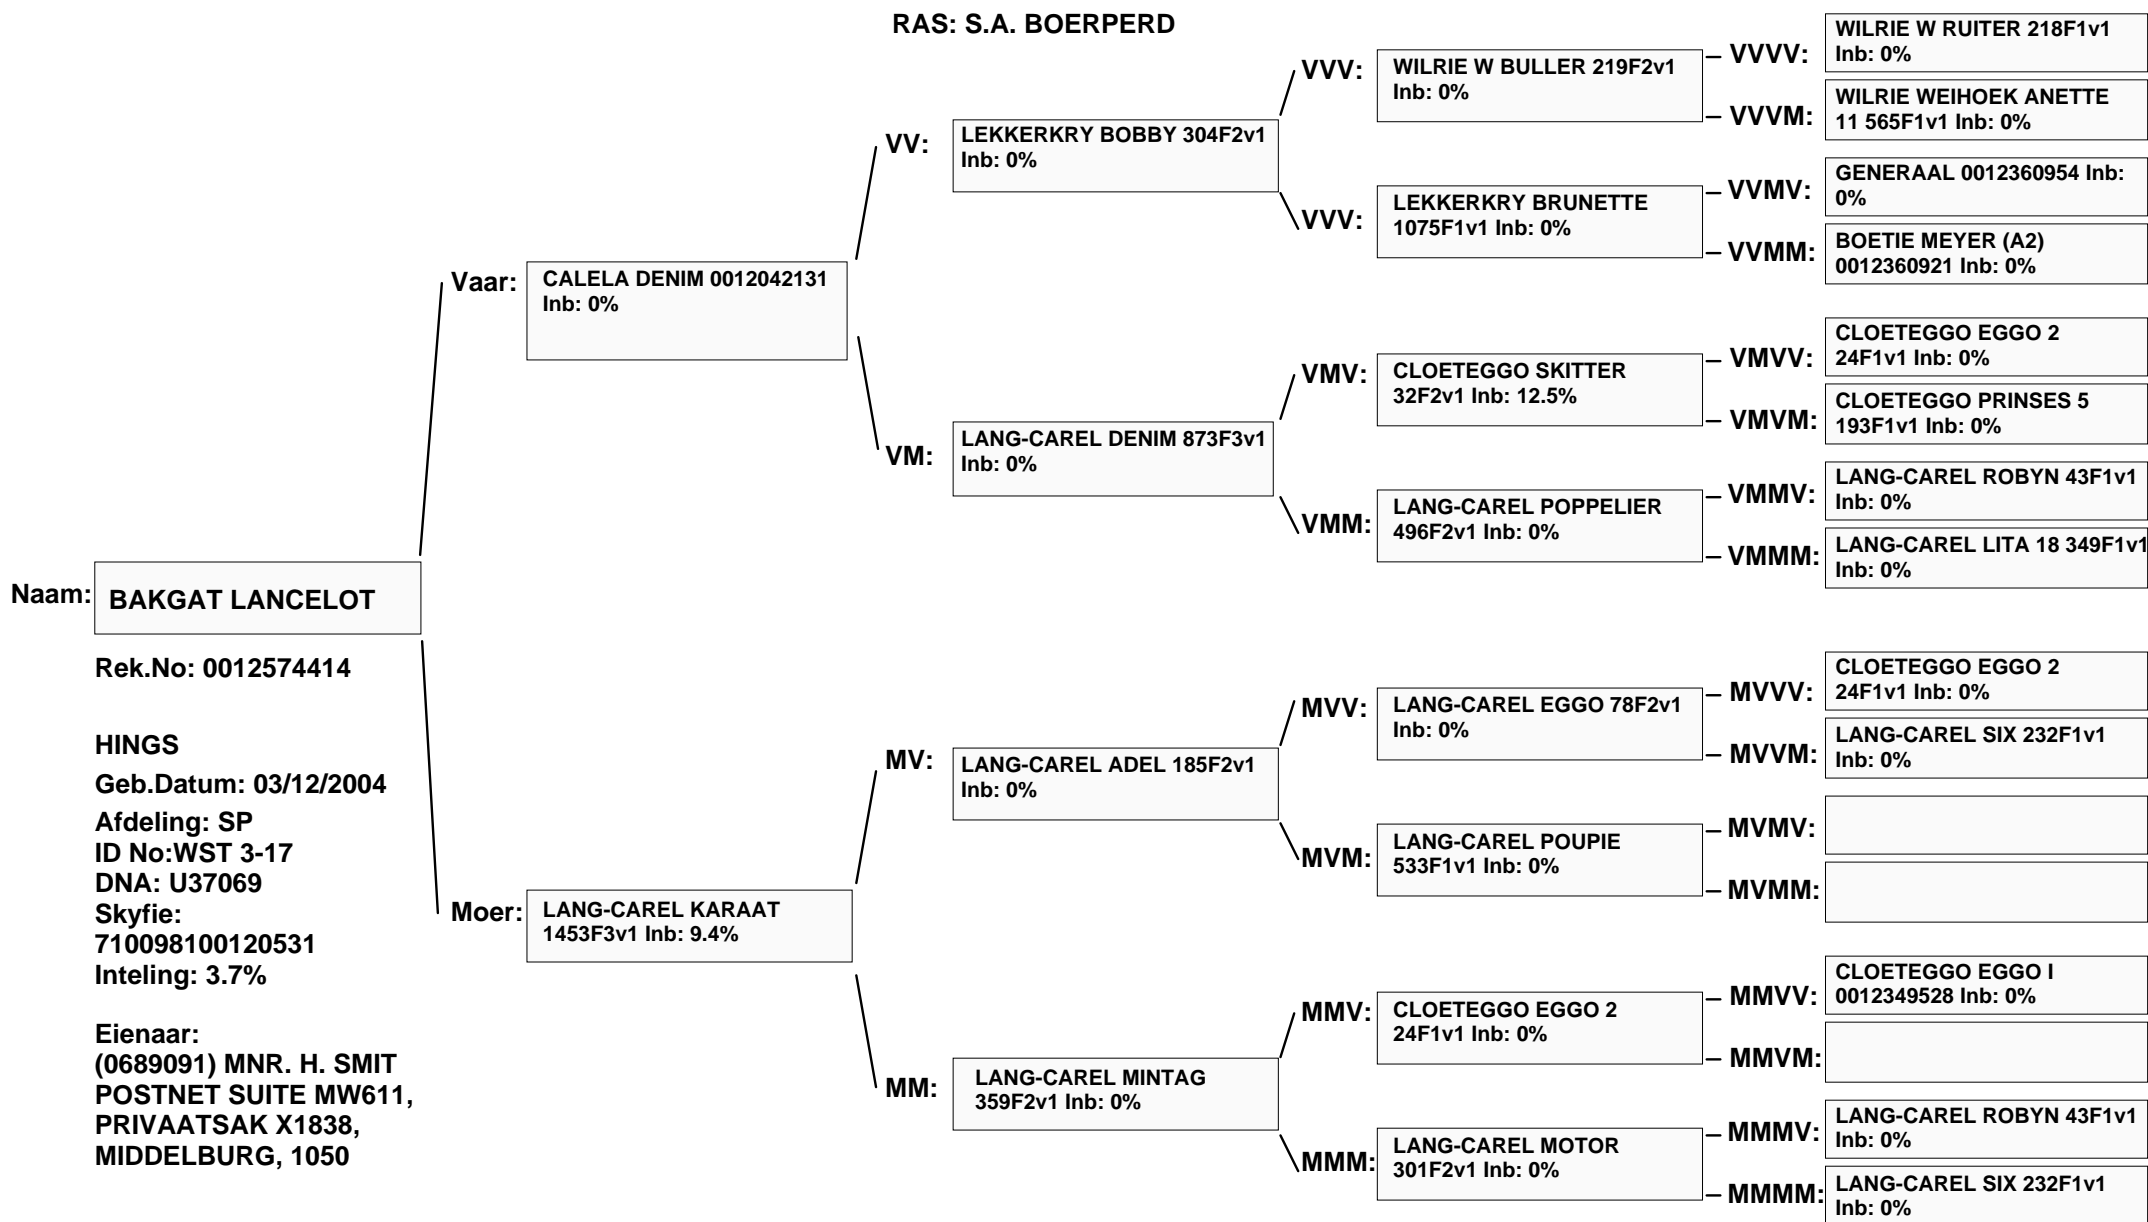 RAS: S.A. BOERPERD
Naam:
BAKGAT LANCELOT
Rek.No: 0012574414
HINGS
Geb.Datum: 03/12/2004
Afdeling: SP
ID No:WST 3-17
DNA: U37069
Skyfie:
710098100120531
Inteling: 3.7%
Eienaar:
(0689091) MNR. H. SMIT
POSTNET SUITE MW611,
PRIVAATSAK X1838,
MIDDELBURG, 1050
Vaar:
CALELA DENIM 0012042131
Inb: 0%
Moer:
LANG-CAREL KARAAT
1453F3v1 Inb: 9.4%
VV:
LEKKERKRY BOBBY 304F2v1
Inb: 0%
VM:
LANG-CAREL DENIM 873F3v1
Inb: 0%
MV:
LANG-CAREL ADEL 185F2v1
Inb: 0%
MM:
LANG-CAREL MINTAG
359F2v1 Inb: 0%
VVV:
WILRIE W BULLER 219F2v1
Inb: 0%
VVV:
LEKKERKRY BRUNETTE
1075F1v1 Inb: 0%
VMV:
CLOETEGGO SKITTER
32F2v1 Inb: 12.5%
VMM:
LANG-CAREL POPPELIER
496F2v1 Inb: 0%
MVV:
LANG-CAREL EGGO 78F2v1
Inb: 0%
MVM:
LANG-CAREL POUPIE
533F1v1 Inb: 0%
MMV:
CLOETEGGO EGGO 2
24F1v1 Inb: 0%
MMM:
LANG-CAREL MOTOR
301F2v1 Inb: 0%
VVVV:
WILRIE W RUITER 218F1v1
Inb: 0%
VVVM:
WILRIE WEIHOEK ANETTE
11 565F1v1 Inb: 0%
VVMV:
GENERAAL 0012360954 Inb:
0%
VVMM:
BOETIE MEYER (A2)
0012360921 Inb: 0%
VMVV:
CLOETEGGO EGGO 2
24F1v1 Inb: 0%
VMVM:
CLOETEGGO PRINSES 5
193F1v1 Inb: 0%
VMMV:
LANG-CAREL ROBYN 43F1v1
Inb: 0%
VMMM:
LANG-CAREL LITA 18 349F1v1
Inb: 0%
MVVV:
CLOETEGGO EGGO 2
24F1v1 Inb: 0%
MVVM:
LANG-CAREL SIX 232F1v1
Inb: 0%
MVMV:
MVMM:
MMVV:
CLOETEGGO EGGO I
0012349528 Inb: 0%
MMVM:
MMMV:
LANG-CAREL ROBYN 43F1v1
Inb: 0%
MMMM:
LANG-CAREL SIX 232F1v1
Inb: 0%